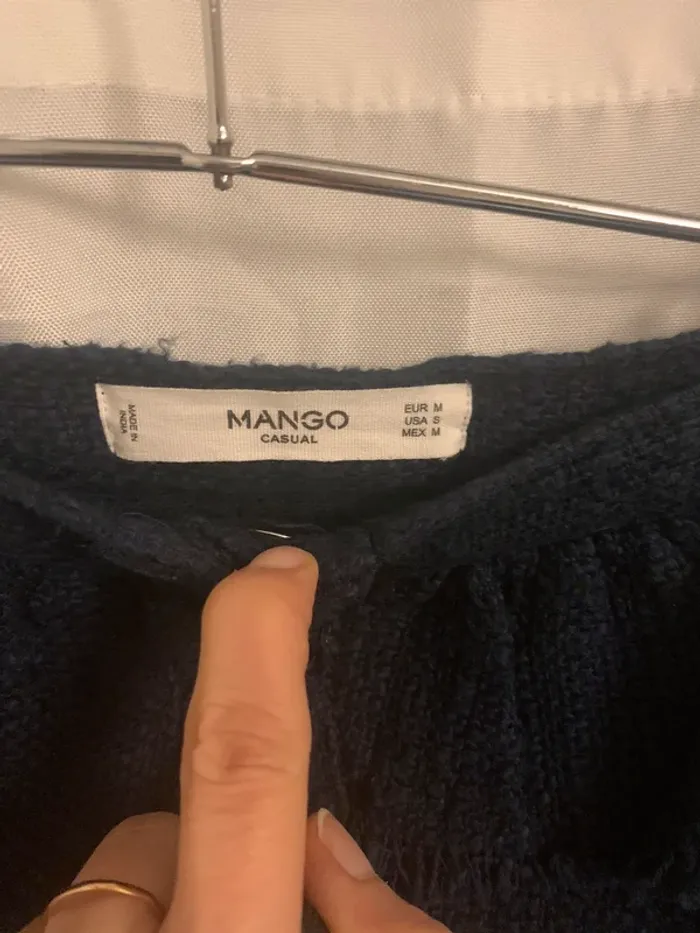 MADE IN
INDIA
MANGO
CASUAL
EUR M
USA S
MEX M